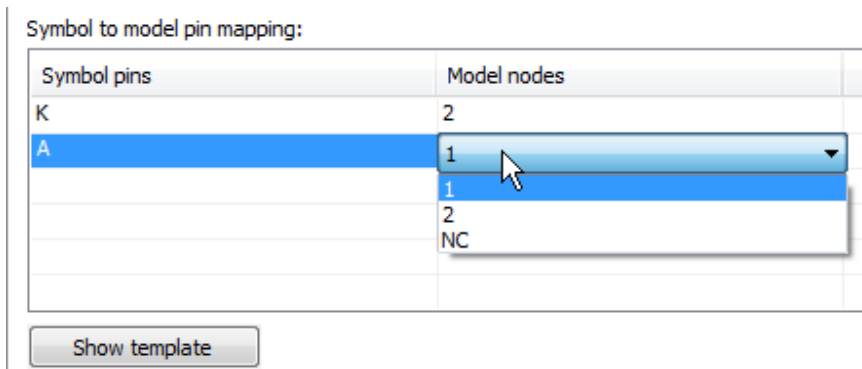 Symbol to model pin mapping:
Symbol pins Model nodes
K 2
A 1
1
2
NC
Show template